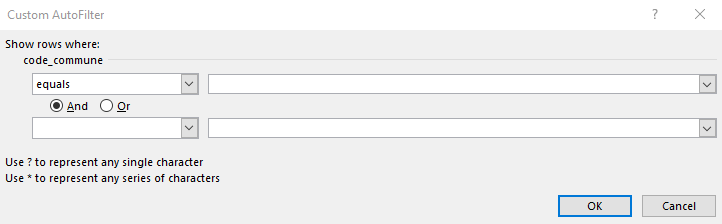 Custom AutoFilter ? X
Show rows where:
code_commune
equals
And Or
Use ? to represent any single character
Use * to represent any series of characters
OK Cancel